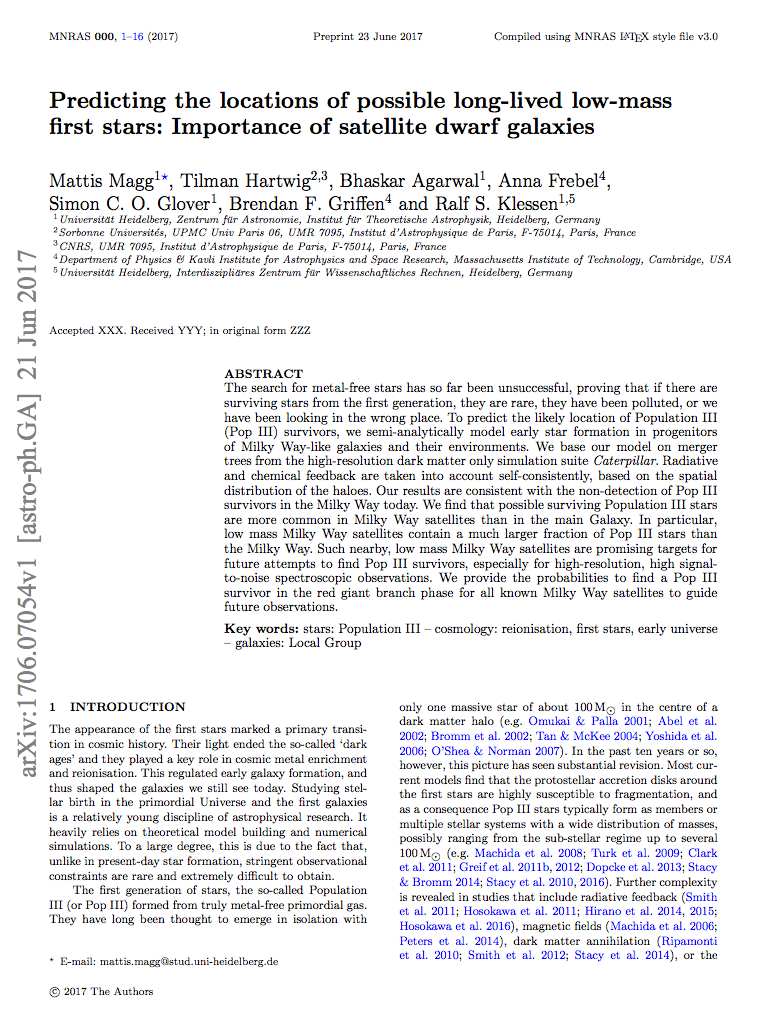 MNRAS 000, 1–16 (2017) Preprint 23 June 2017 Compiled using MNRAS LATEX style file v3.0
Predicting the locations of possible long-lived low-mass
first stars: Importance of satellite dwarf galaxies
Mattis Magg1⋆, Tilman Hartwig2,3, Bhaskar Agarwal1, Anna Frebel4,
Simon C. O. Glover1, Brendan F. Griffen4 and Ralf S. Klessen1,5
1 Universität Heidelberg, Zentrum für Astronomie, Institut für Theoretische Astrophysik, Heidelberg, Germany
2 Sorbonne Universités, UPMC Univ Paris 06, UMR 7095, Institut d'Astrophysique de Paris, F-75014, Paris, France
3 CNRS, UMR 7095, Institut d'Astrophysique de Paris, F-75014, Paris, France
4 Department of Physics & Kavli Institute for Astrophysics and Space Research, Massachusetts Institute of Technology, Cambridge, USA
5 Universität Heidelberg, Interdiszipliäres Zentrum für Wissenschaftliches Rechnen, Heidelberg, Germany
Accepted XXX. Received YYY; in original form ZZZ
arXiv:1706.07054v1 [astro-ph.GA] 21 Jun 2017
ABSTRACT
The search for metal-free stars has so far been unsuccessful, proving that if there are
surviving stars from the first generation, they are rare, they have been polluted, or we
have been looking in the wrong place. To predict the likely location of Population III
(Pop III) survivors, we semi-analytically model early star formation in progenitors
of Milky Way-like galaxies and their environments. We base our model on merger
trees from the high-resolution dark matter only simulation suite Caterpillar. Radiative
and chemical feedback are taken into account self-consistently, based on the spatial
distribution of the haloes. Our results are consistent with the non-detection of Pop III
survivors in the Milky Way today. We find that possible surviving Population III stars
are more common in Milky Way satellites than in the main Galaxy. In particular,
low mass Milky Way satellites contain a much larger fraction of Pop III stars than
the Milky Way. Such nearby, low mass Milky Way satellites are promising targets for
future attempts to find Pop III survivors, especially for high-resolution, high signal-
to-noise spectroscopic observations. We provide the probabilities to find a Pop III
survivor in the red giant branch phase for all known Milky Way satellites to guide
future observations.
Key words: stars: Population III – cosmology: reionisation, first stars, early universe
– galaxies: Local Group
1 INTRODUCTION
The appearance of the first stars marked a primary transi-
tion in cosmic history. Their light ended the so-called 'dark
ages' and they played a key role in cosmic metal enrichment
and reionisation. This regulated early galaxy formation, and
thus shaped the galaxies we still see today. Studying stel-
lar birth in the primordial Universe and the first galaxies
is a relatively young discipline of astrophysical research. It
heavily relies on theoretical model building and numerical
simulations. To a large degree, this is due to the fact that,
unlike in present-day star formation, stringent observational
constraints are rare and extremely difficult to obtain.
The first generation of stars, the so-called Population
III (or Pop III) formed from truly metal-free primordial gas.
They have long been thought to emerge in isolation with
⋆ E-mail: mattis.magg@stud.uni-heidelberg.de
© 2017 The Authors
only one massive star of about 100 M⊙ in the centre of a
dark matter halo (e.g. Omukai & Palla 2001; Abel et al.
2002; Bromm et al. 2002; Tan & McKee 2004; Yoshida et al.
2006; O'Shea & Norman 2007). In the past ten years or so,
however, this picture has seen substantial revision. Most cur-
rent models find that the protostellar accretion disks around
the first stars are highly susceptible to fragmentation, and
as a consequence Pop III stars typically form as members or
multiple stellar systems with a wide distribution of masses,
possibly ranging from the sub-stellar regime up to several
100 M⊙ (e.g. Machida et al. 2008; Turk et al. 2009; Clark
et al. 2011; Greif et al. 2011b, 2012; Dopcke et al. 2013; Stacy
& Bromm 2014; Stacy et al. 2010, 2016). Further complexity
is revealed in studies that include radiative feedback (Smith
et al. 2011; Hosokawa et al. 2011; Hirano et al. 2014, 2015;
Hosokawa et al. 2016), magnetic fields (Machida et al. 2006;
Peters et al. 2014), dark matter annihilation (Ripamonti
et al. 2010; Smith et al. 2012; Stacy et al. 2014), or the